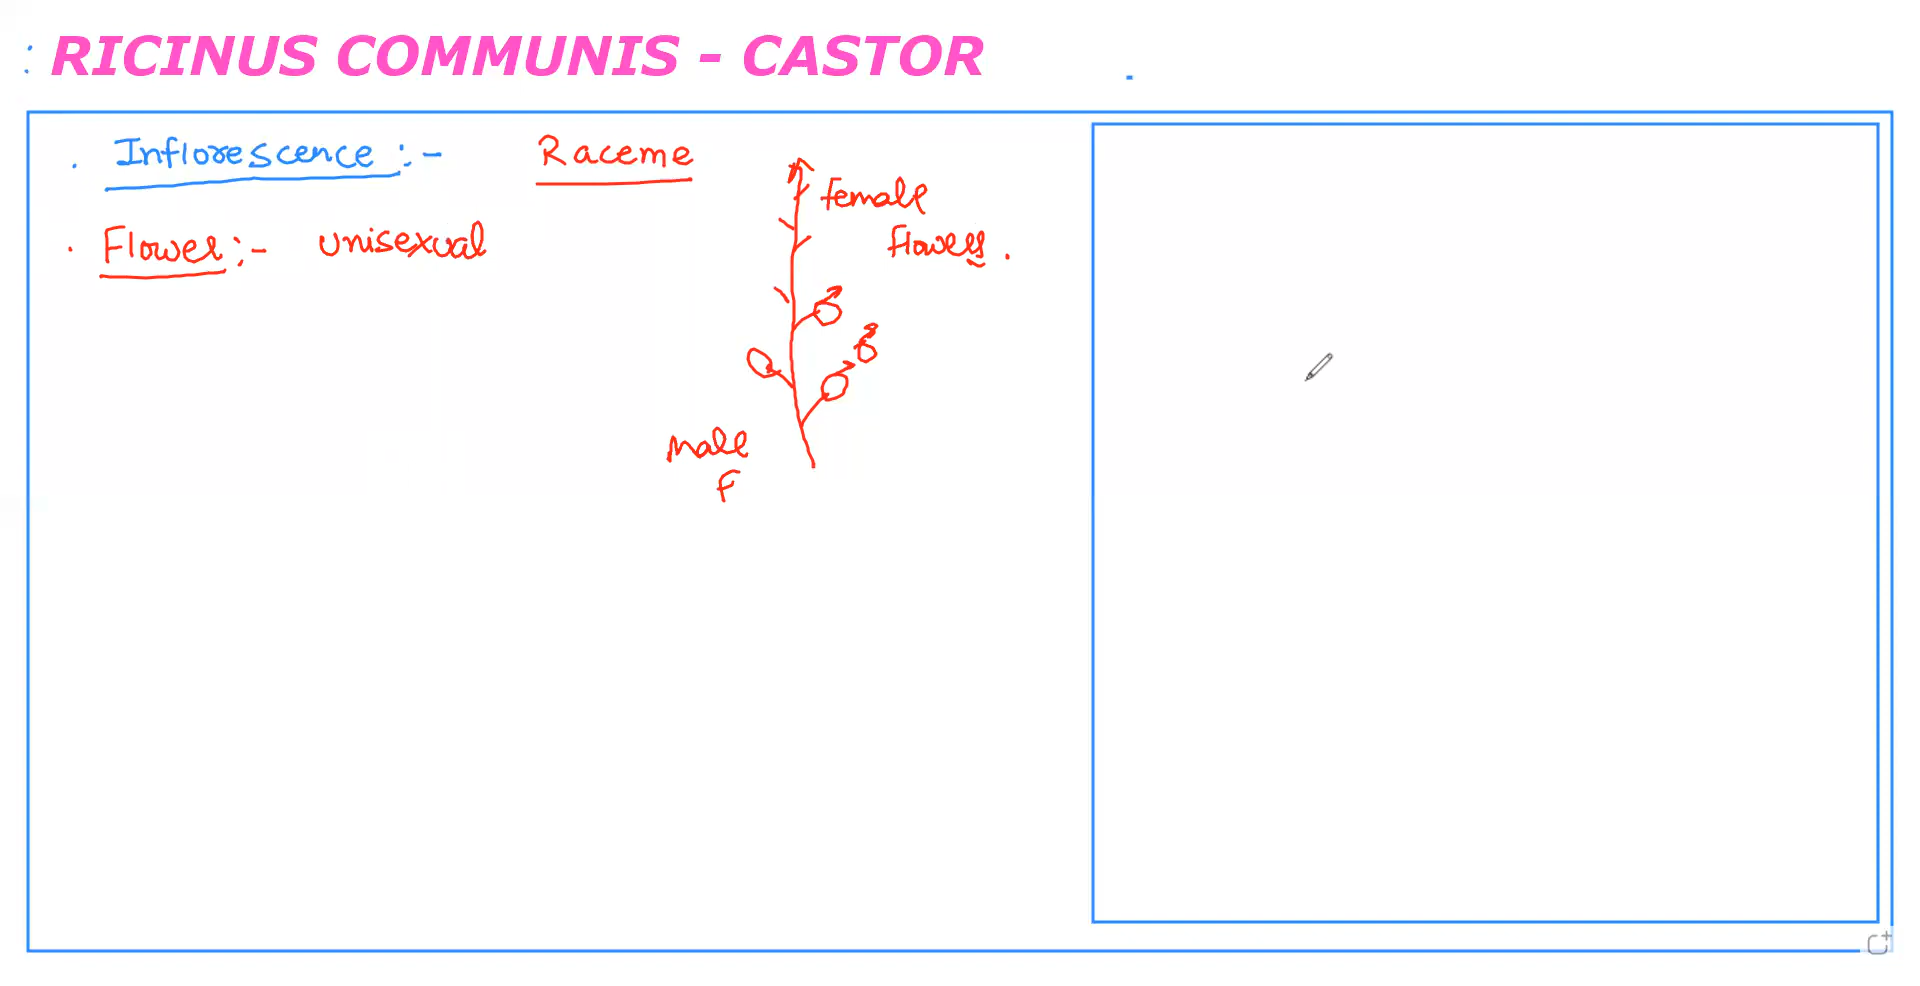 RICINUS COMMUNIS - CASTOR
. Inflorescence :- Raceme
. Flower :- unisexual
female
flowers.
male
F